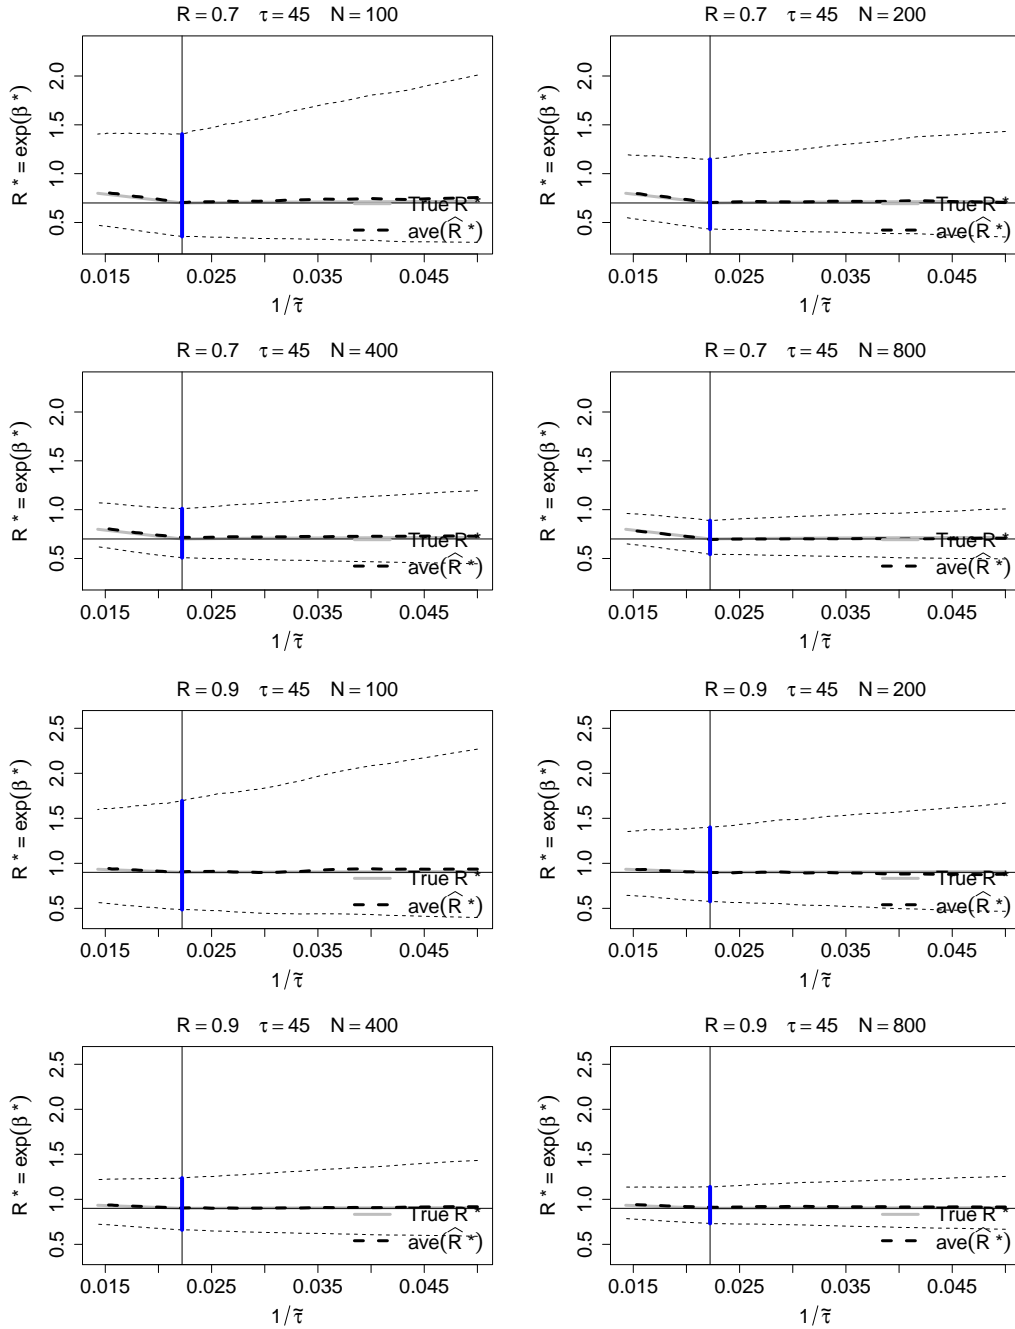 R = 0.7 τ = 45 N = 100
R * = exp(β *)
0.5 1.0 1.5 2.0
True R *
ave(R̂ *)
0.015 0.025 0.035 0.045
1/τ̃
R = 0.7 τ = 45 N = 200
R * = exp(β *)
0.5 1.0 1.5 2.0
True R *
ave(R̂ *)
0.015 0.025 0.035 0.045
1/τ̃
R = 0.7 τ = 45 N = 400
R * = exp(β *)
0.5 1.0 1.5 2.0
True R *
ave(R̂ *)
0.015 0.025 0.035 0.045
1/τ̃
R = 0.7 τ = 45 N = 800
R * = exp(β *)
0.5 1.0 1.5 2.0
True R *
ave(R̂ *)
0.015 0.025 0.035 0.045
1/τ̃
R = 0.9 τ = 45 N = 100
R * = exp(β *)
0.5 1.0 1.5 2.0 2.5
True R *
ave(R̂ *)
0.015 0.025 0.035 0.045
1/τ̃
R = 0.9 τ = 45 N = 200
R * = exp(β *)
0.5 1.0 1.5 2.0 2.5
True R *
ave(R̂ *)
0.015 0.025 0.035 0.045
1/τ̃
R = 0.9 τ = 45 N = 400
R * = exp(β *)
0.5 1.0 1.5 2.0 2.5
True R *
ave(R̂ *)
0.015 0.025 0.035 0.045
1/τ̃
R = 0.9 τ = 45 N = 800
R * = exp(β *)
0.5 1.0 1.5 2.0 2.5
True R *
ave(R̂ *)
0.015 0.025 0.035 0.045
1/τ̃